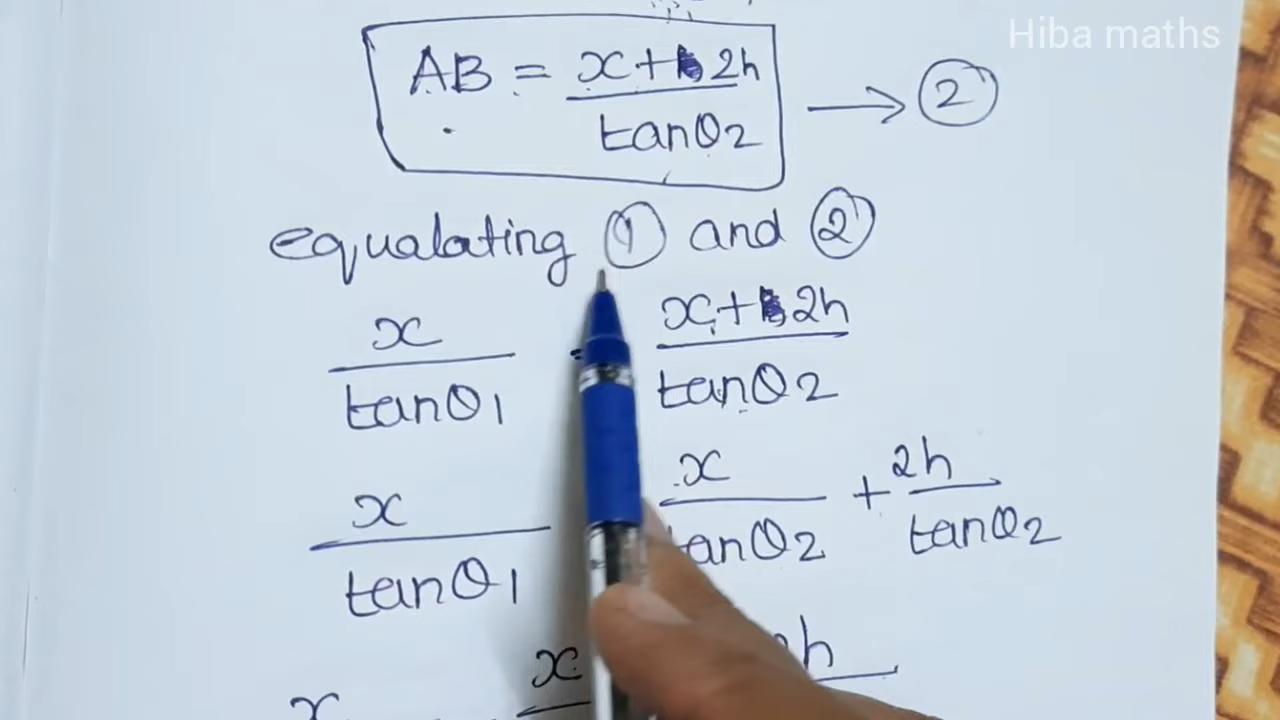 Hiba maths
AB = x+2h / tanθ2 → ②
equalating ① and ②
x / tanθ1 = x+2h / tanθ2
x / tanθ1 x / tanθ2 + 2h / tanθ2
x x h